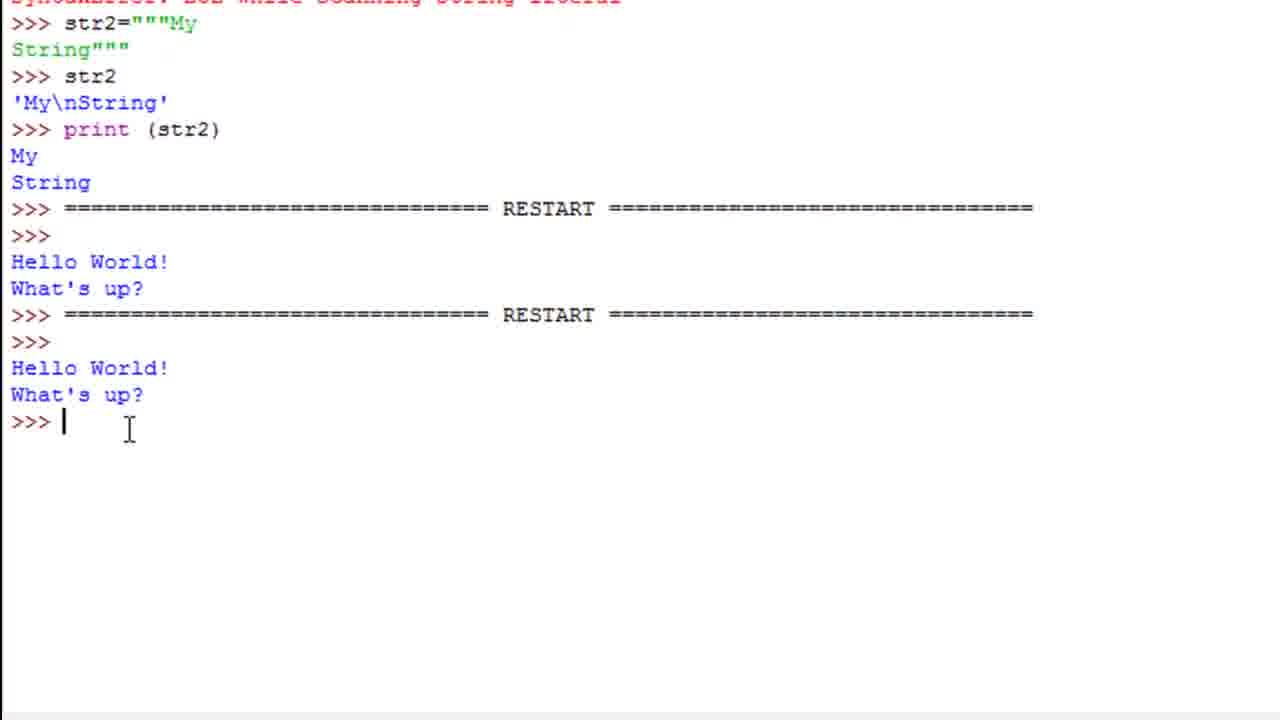 SyntaxError: EOL while scanning string literal
>>> str2="""My
String"""
>>> str2
'My\nString'
>>> print (str2)
My
String
>>> ================================ RESTART ================================
>>>
Hello World!
What's up?
>>> ================================ RESTART ================================
>>>
Hello World!
What's up?
>>>